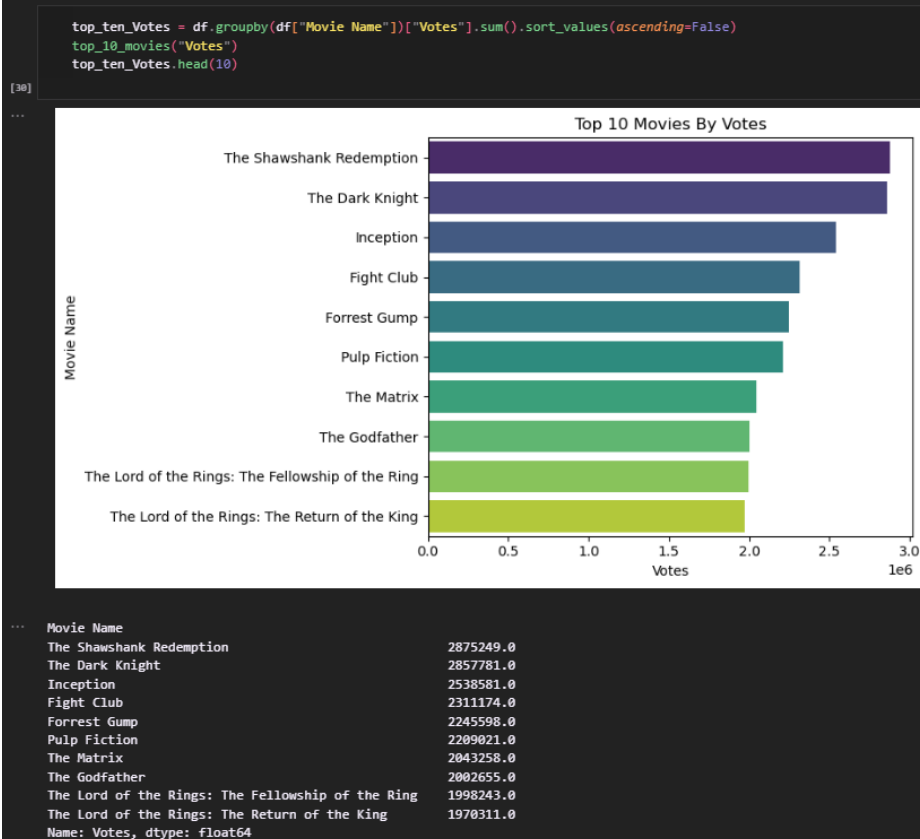 top_ten_Votes = df.groupby(df["Movie Name"])["Votes"].sum().sort_values(ascending=False)
top_10_movies("Votes")
top_ten_Votes.head(10)
[30]
...
Top 10 Movies By Votes
The Shawshank Redemption
The Dark Knight
Inception
Fight Club
Forrest Gump
Pulp Fiction
The Matrix
The Godfather
The Lord of the Rings: The Fellowship of the Ring
The Lord of the Rings: The Return of the King
Movie Name
0.0 0.5 1.0 1.5 2.0 2.5 3.0
Votes 1e6
... Movie Name
The Shawshank Redemption 2875249.0
The Dark Knight 2857781.0
Inception 2538581.0
Fight Club 2311174.0
Forrest Gump 2245598.0
Pulp Fiction 2209021.0
The Matrix 2043258.0
The Godfather 2002655.0
The Lord of the Rings: The Fellowship of the Ring 1998243.0
The Lord of the Rings: The Return of the King 1970311.0
Name: Votes, dtype: float64